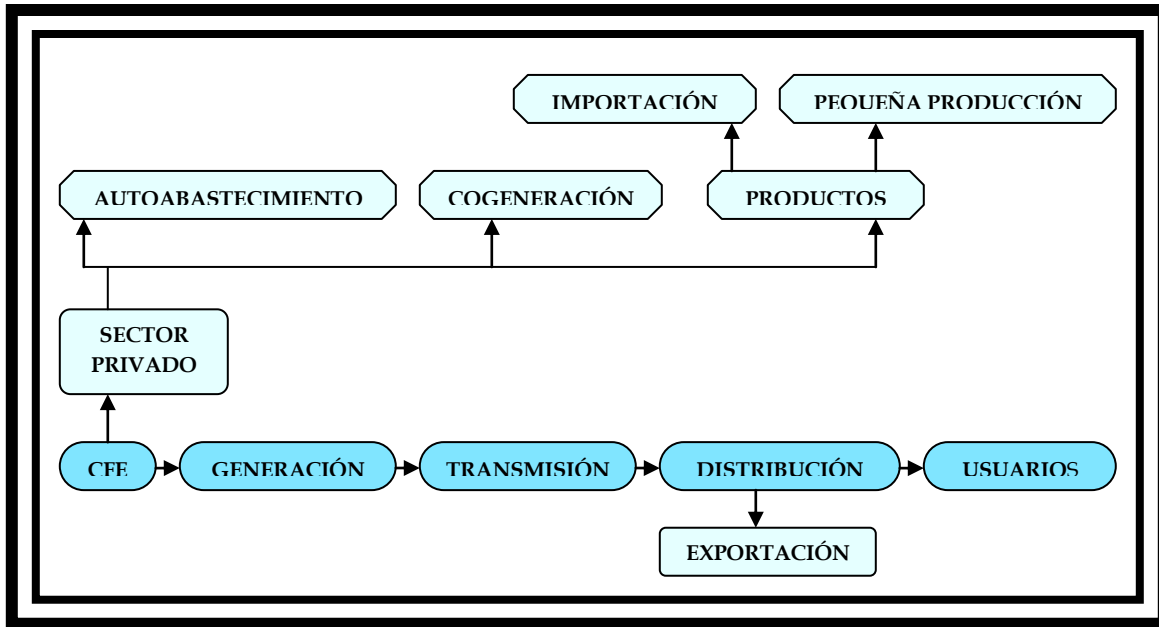 IMPORTACIÓN
PEQUEÑA PRODUCCIÓN
AUTOABASTECIMIENTO
COGENERACIÓN
PRODUCTOS
SECTOR
PRIVADO
CFE
GENERACIÓN
TRANSMISIÓN
DISTRIBUCIÓN
USUARIOS
EXPORTACIÓN